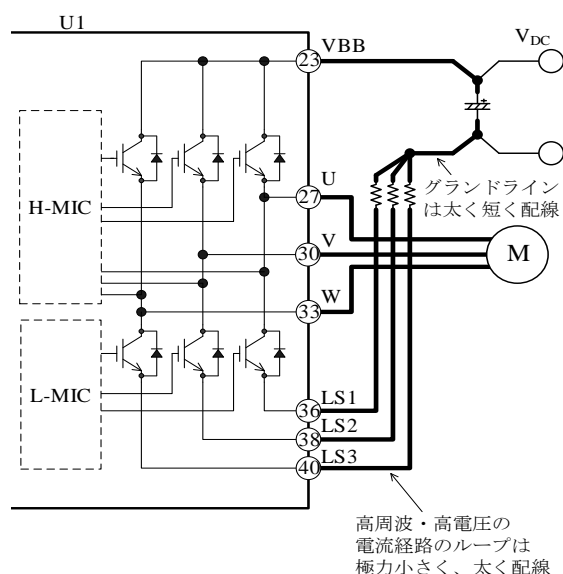 U1
VBB
23
VDC
H-MIC
U
27
グランドライン
は太く短く配線
V
30
M
W
33
L-MIC
LS1
36
LS2
38
LS3
40
高周波・高電圧の
電流経路のループは
極力小さく、太く配線